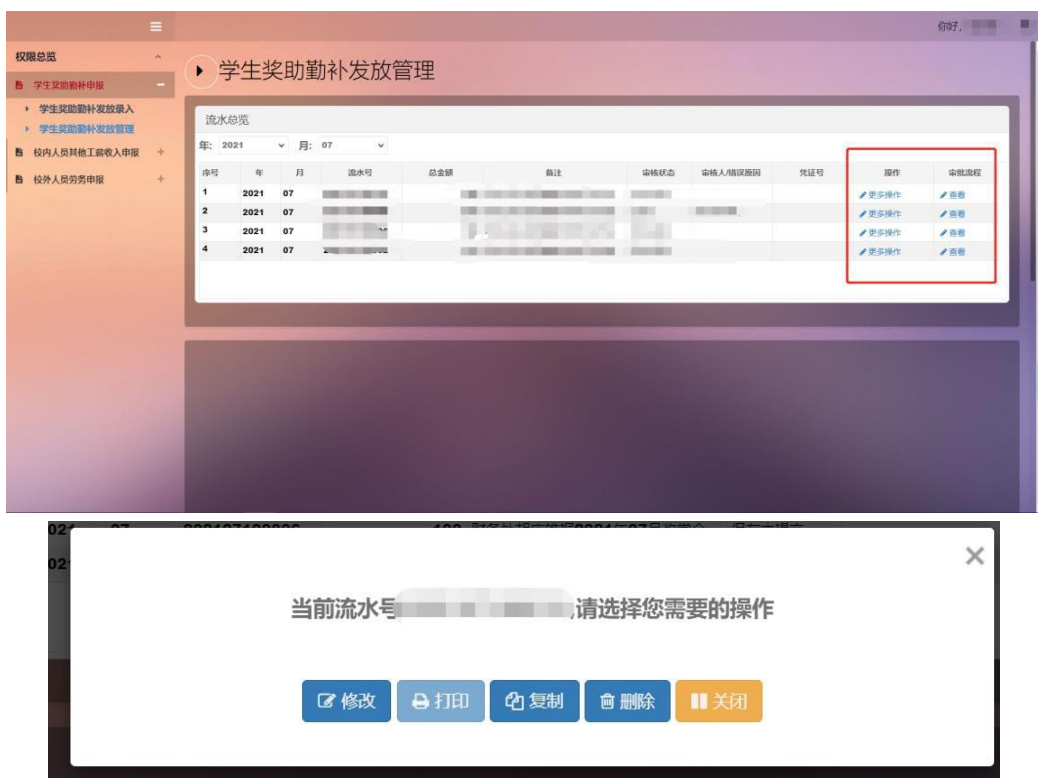 你好,
权限总览
学生奖助勤补申报
学生奖助勤补发放录入
学生奖助勤补发放管理
校内人员其他工薪收入申报
校外人员劳务申报
学生奖助勤补发放管理
流水总览
年: 2021 月: 07
序号 年 月 流水号 总金额 备注 审核状态 审核人/错误原因 凭证号 操作 审批流程
1 2021 07 更多操作 查看
2 2021 07 更多操作 查看
3 2021 07 更多操作 查看
4 2021 07 更多操作 查看
当前流水号 ,请选择您需要的操作
修改 打印 复制 删除 关闭